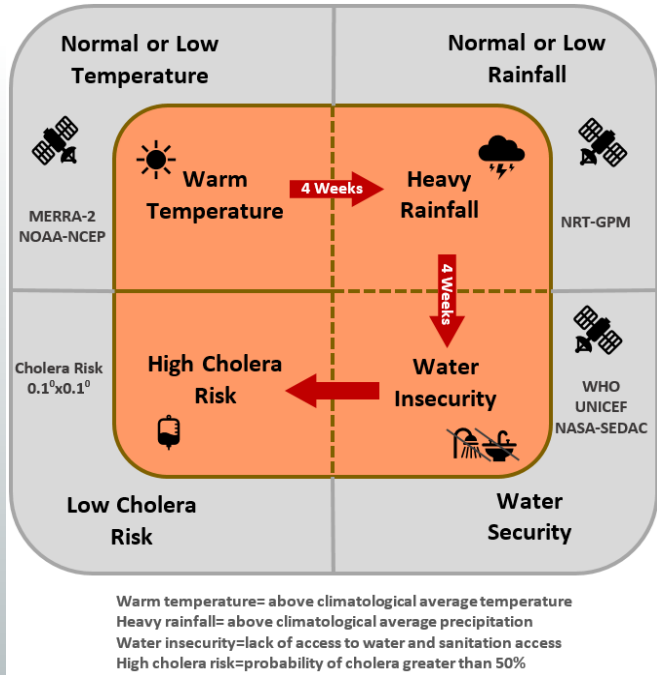 Normal or Low
Temperature
Normal or Low
Rainfall
MERRA-2
NOAA-NCEP
Warm
Temperature
4 Weeks
Heavy
Rainfall
NRT-GPM
4 Weeks
Cholera Risk
0.1⁰x0.1⁰
High Cholera
Risk
Water
Insecurity
WHO
UNICEF
NASA-SEDAC
Low Cholera
Risk
Water
Security
Warm temperature= above climatological average temperature
Heavy rainfall= above climatological average precipitation
Water insecurity=lack of access to water and sanitation access
High cholera risk=probability of cholera greater than 50%